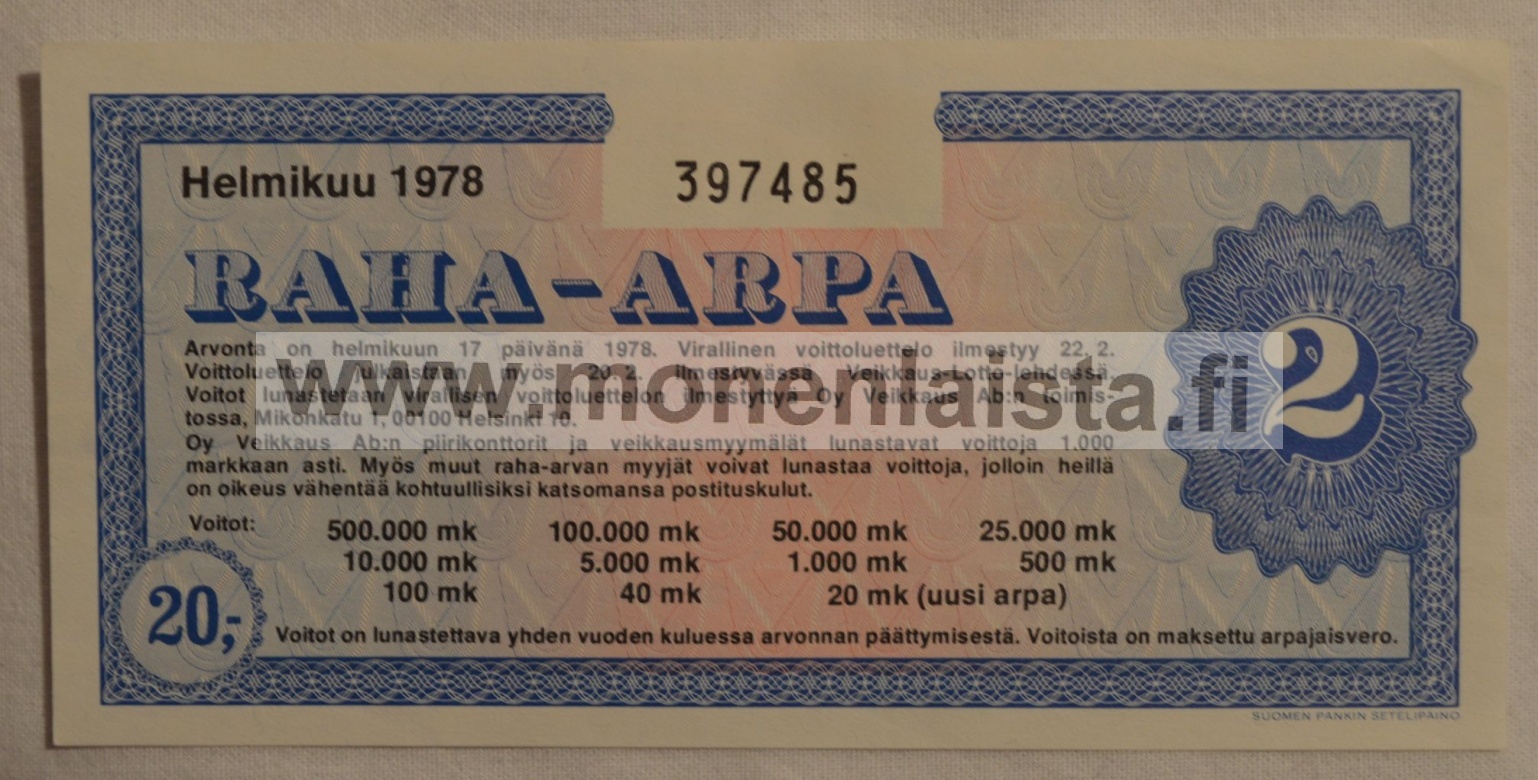 Helmikuu 1978
397485
RAHA-ARPA
Arvonta on helmikuun 17 päivänä 1978. Virallinen voittoluettelo ilmestyy 22. 2.
Voittoluettelo julkaistaan myös 20. 2. ilmestyvässä Veikkaus-Lotto-lehdessä.
Voitot lunastetaan virallisen voittoluettelon ilmestyttyä Oy Veikkaus Ab:n toimis-
tossa, Mikonkatu 1, 00100 Helsinki 10.
www.monenlaista.fi
2
Oy Veikkaus Ab:n piirikonttorit ja veikkausmyymälät lunastavat voittoja 1.000
markkaan asti. Myös muut raha-arvan myyjät voivat lunastaa voittoja, jolloin heillä
on oikeus vähentää kohtuullisiksi katsomansa postituskulut.
Voitot: 500.000 mk 100.000 mk 50.000 mk 25.000 mk
10.000 mk 5.000 mk 1.000 mk 500 mk
100 mk 40 mk 20 mk (uusi arpa)
20,-
Voitot on lunastettava yhden vuoden kuluessa arvonnan päättymisestä. Voitoista on maksettu arpajaisvero.
SUOMEN PANKIN SETELIPAINO